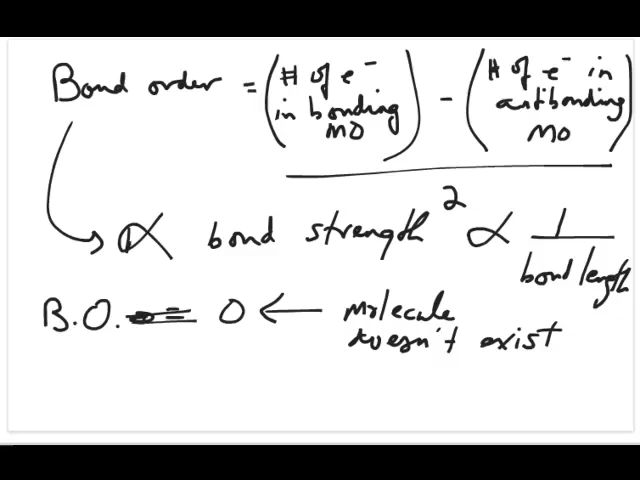 Bond order = (# of e⁻ in bonding MO) - (# of e⁻ in antibonding MO)
2
∝ bond strength ∝ 1 / bond length
B.O. = 0 ← Molecule doesn't exist